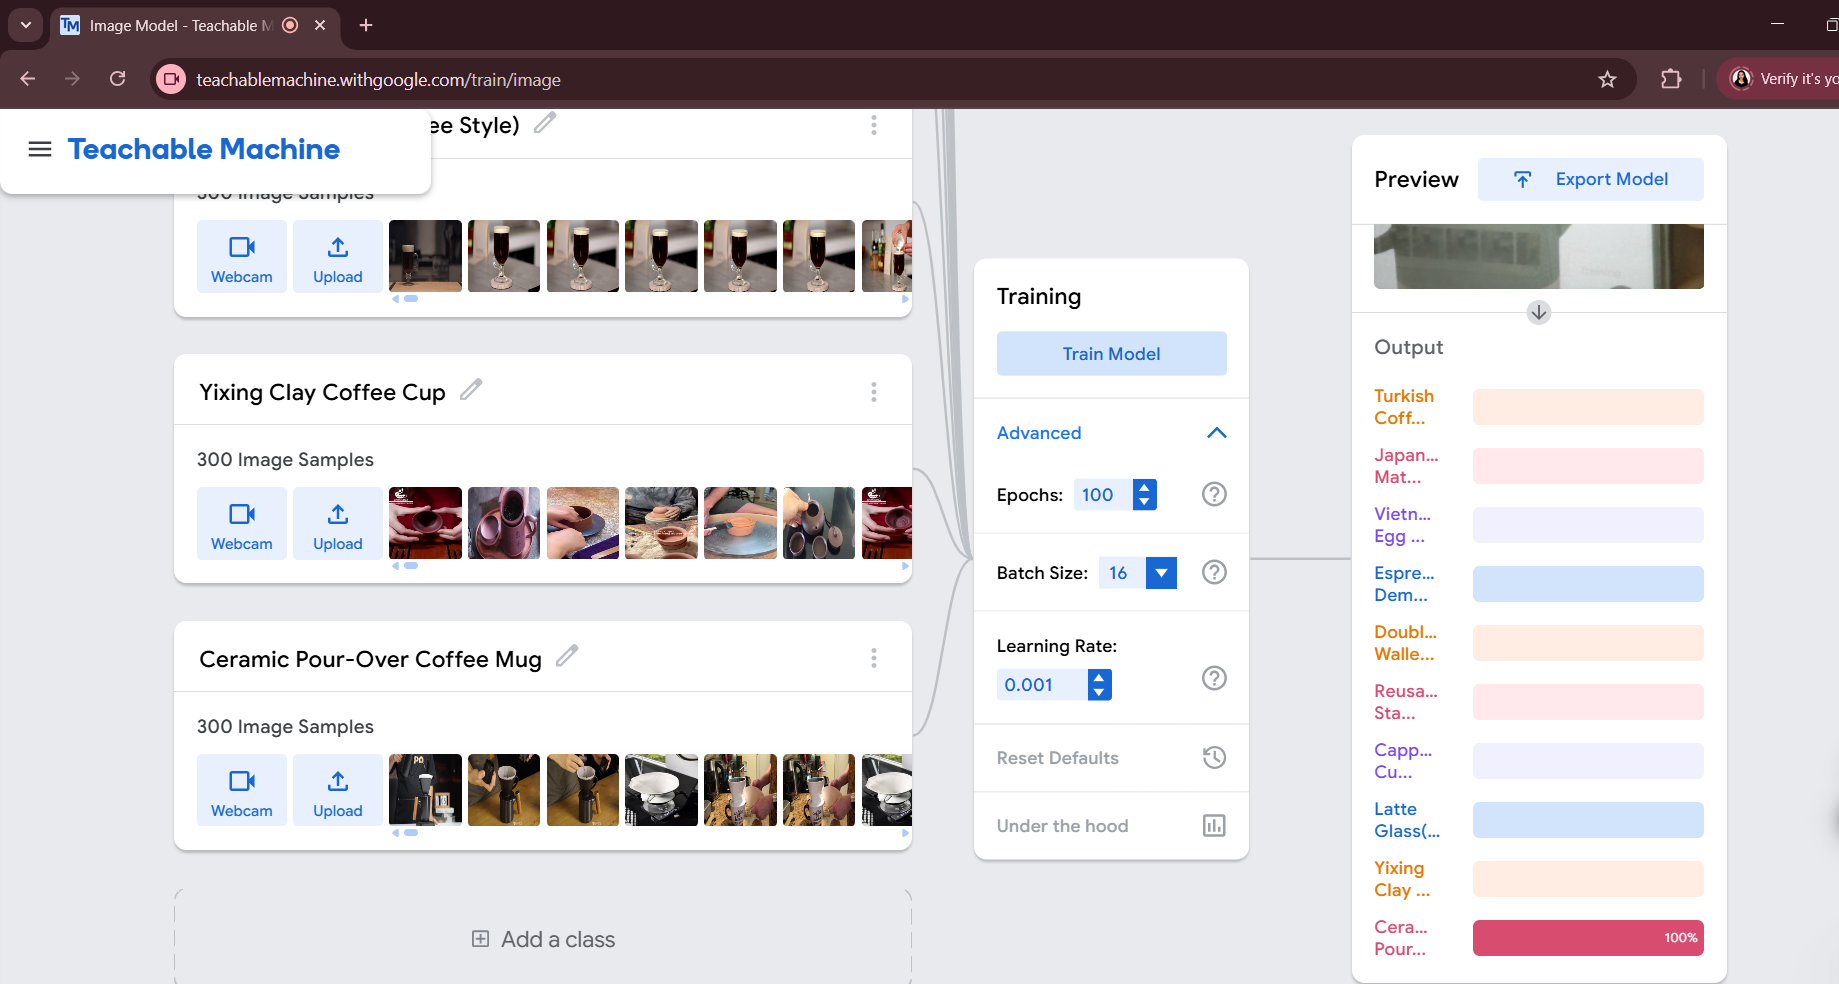 Image Model - Teachable M
teachablemachine.withgoogle.com/train/image
Verify it's yo
Teachable Machine
ee Style)
300 Image Samples
Webcam
Upload
Yixing Clay Coffee Cup
300 Image Samples
Webcam
Upload
Ceramic Pour-Over Coffee Mug
300 Image Samples
Webcam
Upload
Add a class
Training
Train Model
Advanced
Epochs: 100
Batch Size: 16
Learning Rate:
0.001
Reset Defaults
Under the hood
Preview
Export Model
Output
Turkish
Coff...
Japan...
Mat...
Vietn...
Egg ...
Espre...
Dem...
Doubl...
Walle...
Reusa...
Sta...
Capp...
Cu...
Latte
Glass(...
Yixing
Clay ...
Cera...
Pour...
100%